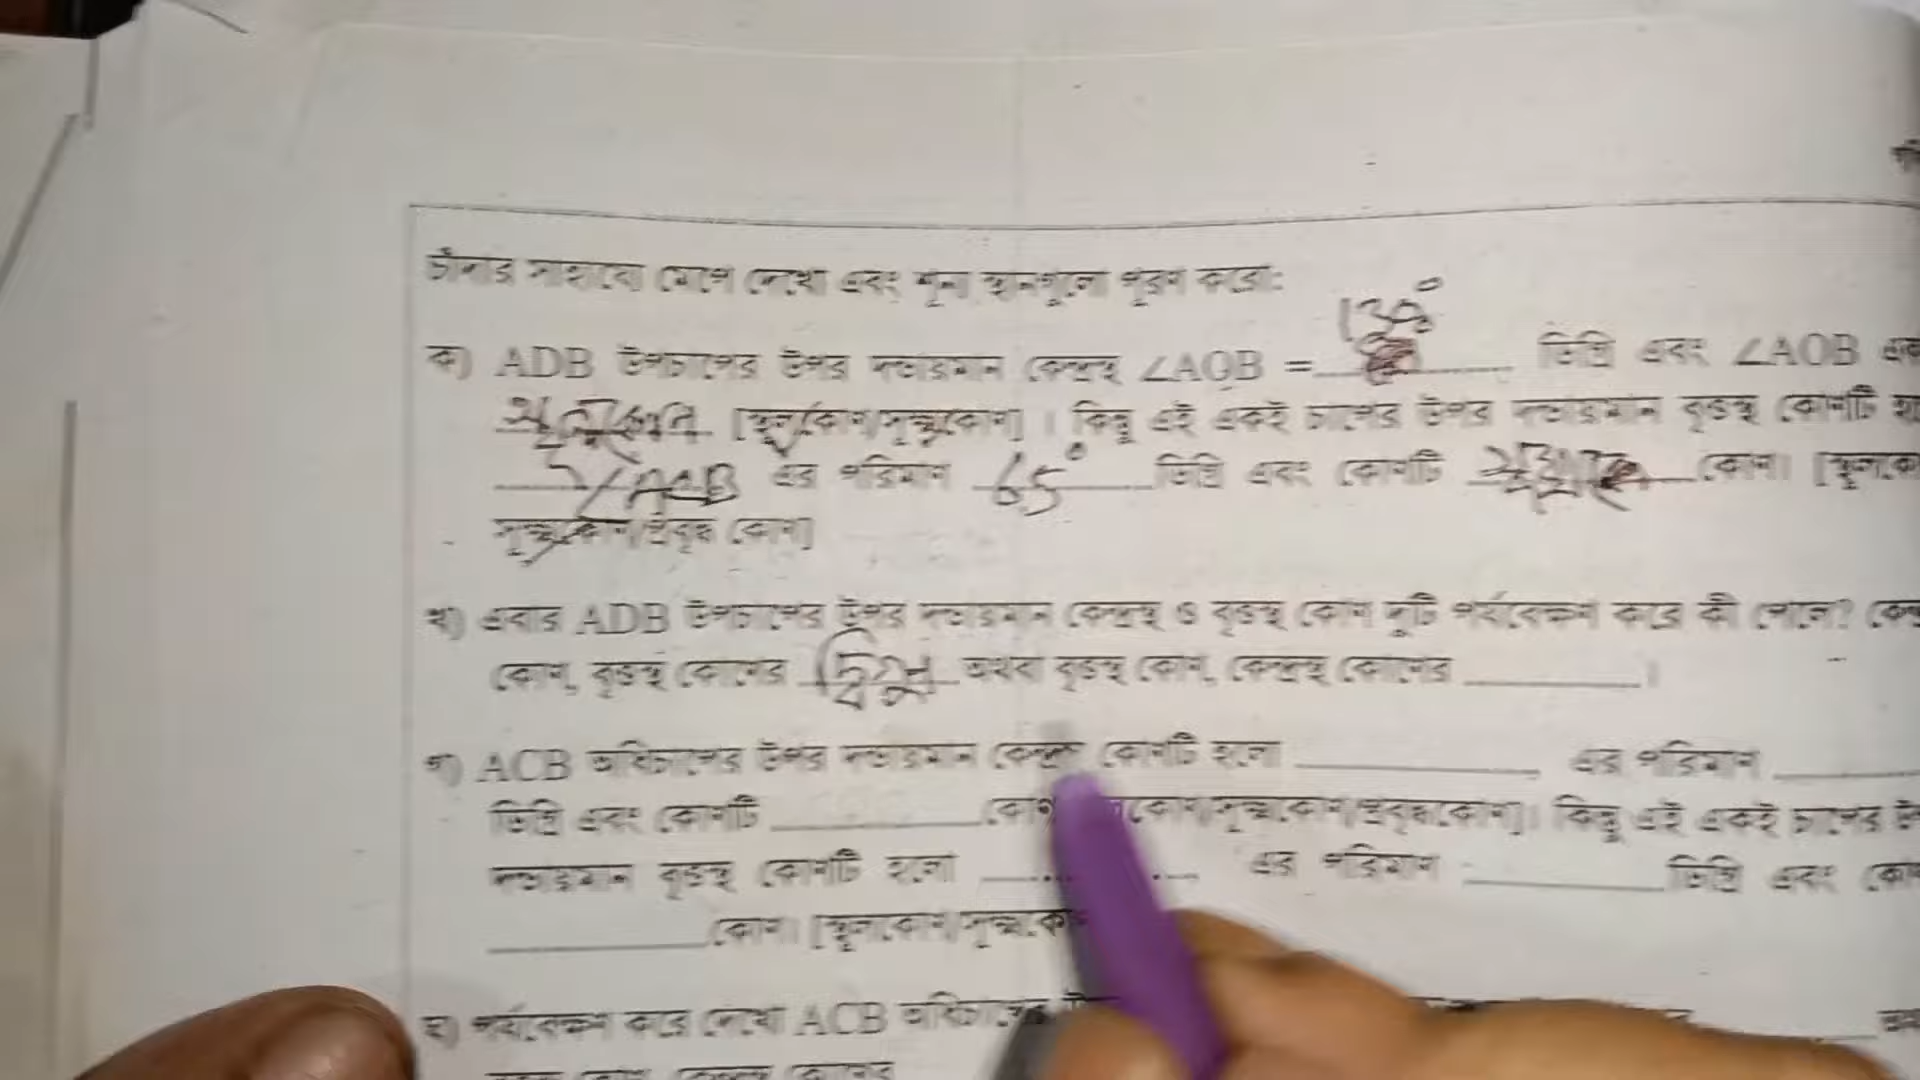 চাঁদার সাহায্যে মেপে দেখো এবং শূন্য স্থানগুলো পূরণ করো:
130°
ক) ADB উপচাপের উপর দণ্ডায়মান কেন্দ্রস্থ ∠AOB = ডিগ্রি এবং ∠AOB
[স্থূলকোণ/সূক্ষ্মকোণ] । কিন্তু এই একই চাপের উপর দণ্ডায়মান বৃত্তস্থ কোণটি
∠ACB এর পরিমাণ 65° ডিগ্রি এবং কোণটি কোণ। [স্থূলকো
সূক্ষ্মকোণ/প্রবৃদ্ধ কোণ]
খ) এবার ADB উপচাপের উপর দণ্ডায়মান কেন্দ্রস্থ ও বৃত্তস্থ কোণ দুটি পর্যবেক্ষণ করে কী পেলে?
কোণ, বৃত্তস্থ কোণের দ্বিগুণ অথবা বৃত্তস্থ কোণ, কেন্দ্রস্থ কোণের ।
গ) ACB অধিচাপের উপর দণ্ডায়মান কেন্দ্রস্থ কোণটি হলো এর পরিমাণ
ডিগ্রি এবং কোণটি কোণ /সূক্ষ্মকোণ/প্রবৃদ্ধকোণ]। কিন্তু এই একই চাপের
দণ্ডায়মান বৃত্তস্থ কোণটি হলো এর পরিমাণ ডিগ্রি এবং
কোণ। [স্থূলকোণ/সূক্ষ্মকো
ঘ) পর্যবেক্ষণ করে দেখো ACB অধিচাপের